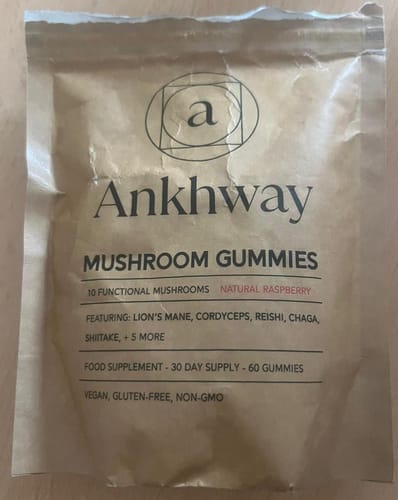 a
Ankhway
MUSHROOM GUMMIES
10 FUNCTIONAL MUSHROOMS NATURAL RASPBERRY
FEATURING: LION'S MANE, CORDYCEPS, REISHI, CHAGA,
SHIITAKE, + 5 MORE
FOOD SUPPLEMENT - 30 DAY SUPPLY - 60 GUMMIES
VEGAN, GLUTEN-FREE, NON-GMO